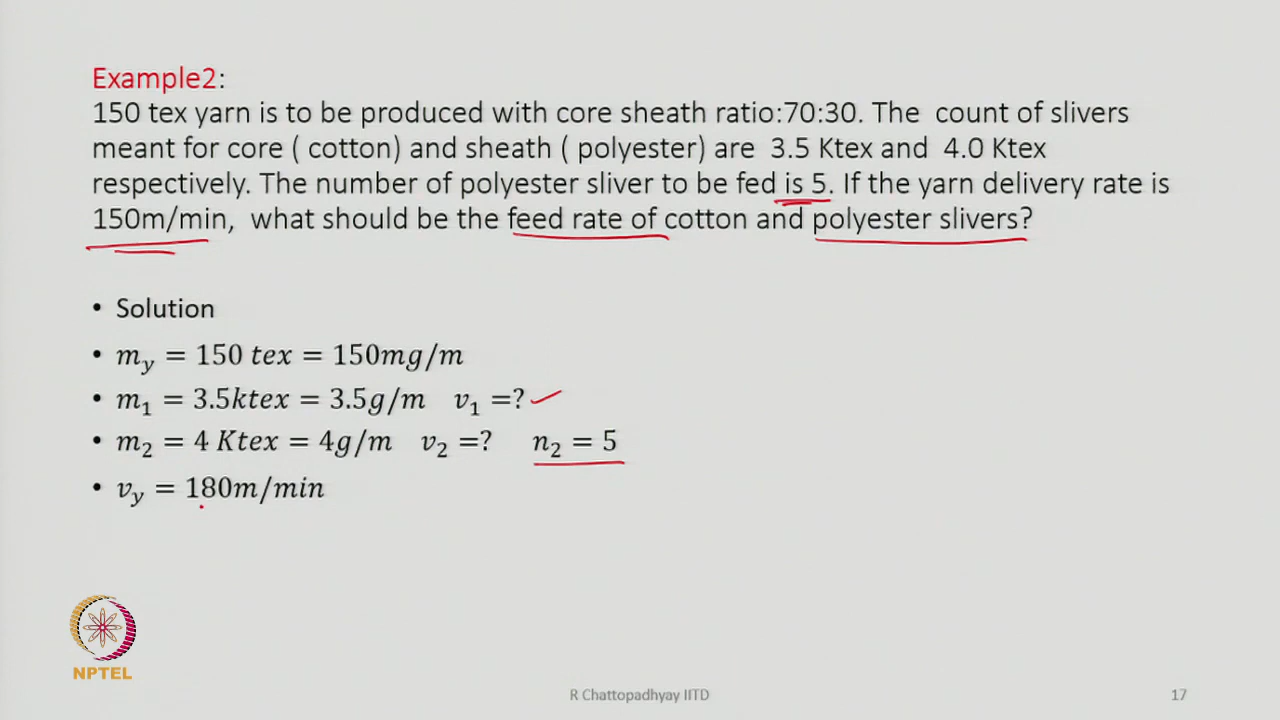 Example2:
150 tex yarn is to be produced with core sheath ratio:70:30. The count of slivers
meant for core ( cotton) and sheath ( polyester) are 3.5 Ktex and 4.0 Ktex
respectively. The number of polyester sliver to be fed is 5. If the yarn delivery rate is
150m/min, what should be the feed rate of cotton and polyester slivers?
• Solution
• m_y = 150 tex = 150mg/m
• m_1 = 3.5ktex = 3.5g/m v_1 =?
• m_2 = 4 Ktex = 4g/m v_2 =? n_2 = 5
• v_y = 180m/min
NPTEL
R Chattopadhyay IITD
17